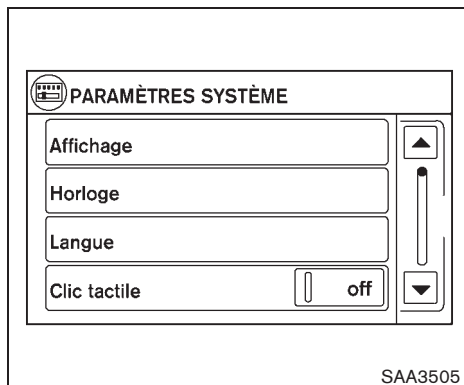 PARAMÈTRES SYSTÈME
Affichage
Horloge
Langue
Clic tactile off
SAA3505